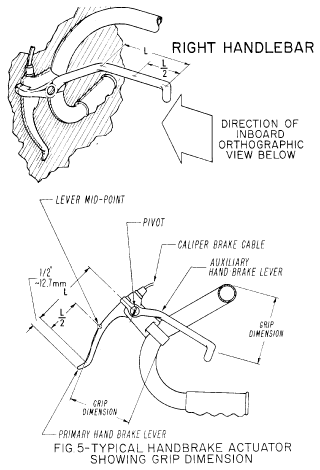 L
RIGHT HANDLEBAR
L/2
DIRECTION OF
INBOARD
ORTHOGRAPHIC
VIEW BELOW
LEVER MID-POINT
PIVOT
CALIPER BRAKE CABLE
AUXILIARY
HAND BRAKE LEVER
1/2"
~12.7mm
L
L/2
GRIP
DIMENSION
GRIP
DIMENSION
PRIMARY HAND BRAKE LEVER
FIG 5-TYPICAL HANDBRAKE ACTUATOR
SHOWING GRIP DIMENSION